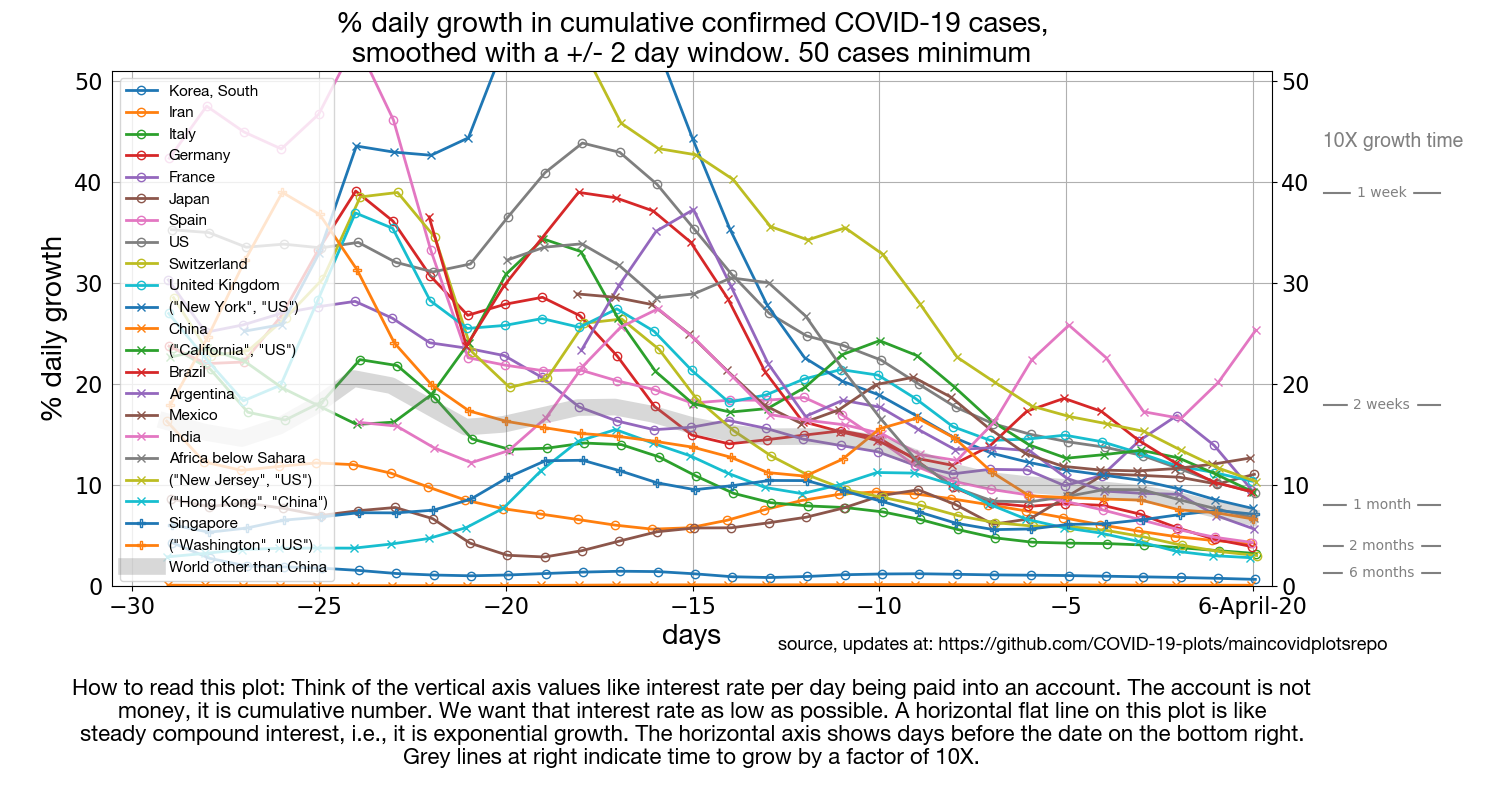 % daily growth in cumulative confirmed COVID-19 cases,
smoothed with a +/- 2 day window. 50 cases minimum
50
40
30
20
10
0
% daily growth
Korea, South
Iran
Italy
Germany
France
Japan
Spain
US
Switzerland
United Kingdom
("New York", "US")
China
("California", "US")
Brazil
Argentina
Mexico
India
Africa below Sahara
("New Jersey", "US")
("Hong Kong", "China")
Singapore
("Washington", "US")
World other than China
50
40
30
20
10
0
10X growth time
1 week
2 weeks
1 month
2 months
6 months
−30 −25 −20 −15 −10 −5 6-April-20
days
source, updates at: https://github.com/COVID-19-plots/maincovidplotsrepo
How to read this plot: Think of the vertical axis values like interest rate per day being paid into an account. The account is not
money, it is cumulative number. We want that interest rate as low as possible. A horizontal flat line on this plot is like
steady compound interest, i.e., it is exponential growth. The horizontal axis shows days before the date on the bottom right.
Grey lines at right indicate time to grow by a factor of 10X.